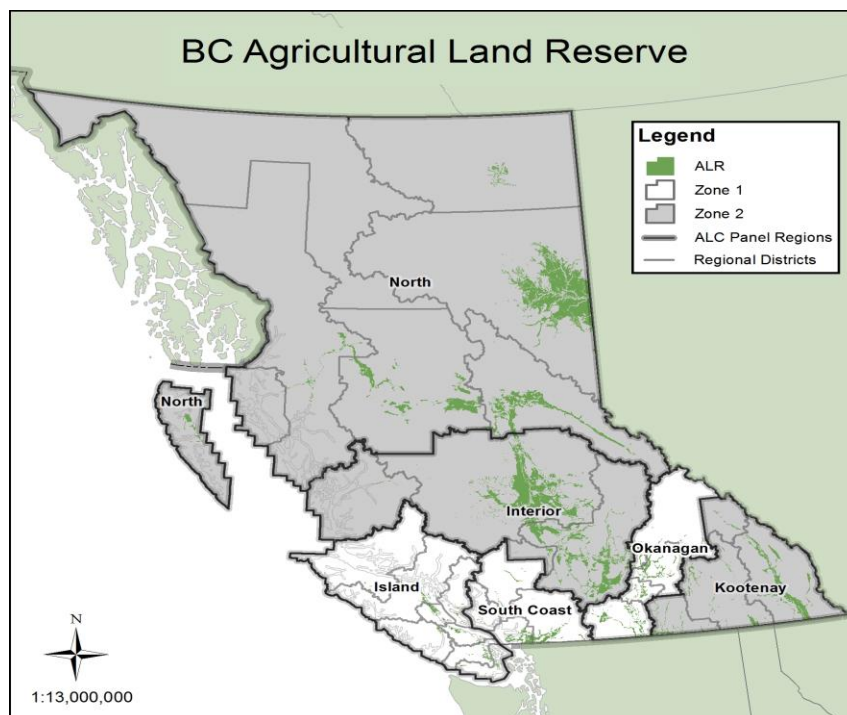 BC Agricultural Land Reserve
Legend
ALR
Zone 1
Zone 2
ALC Panel Regions
Regional Districts
North
North
Interior
Okanagan
Island
Kootenay
South Coast
N
1:13,000,000